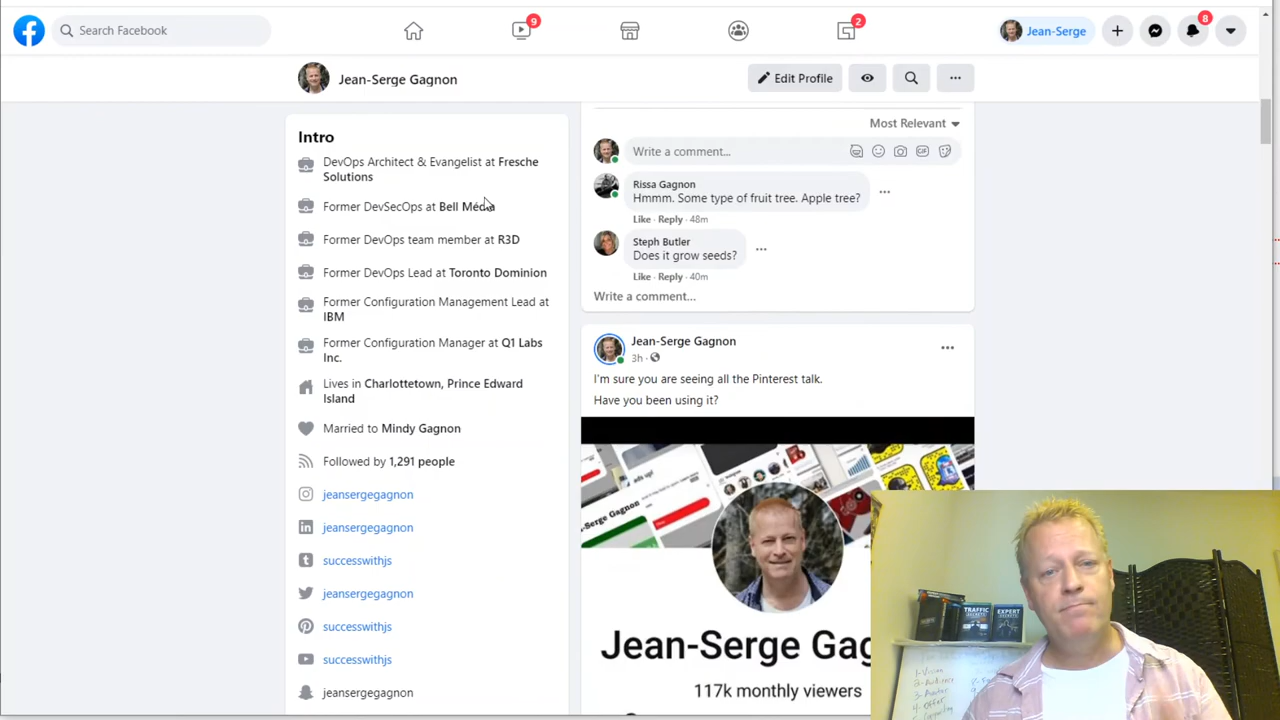 Search Facebook
9
2
Jean-Serge
8
Jean-Serge Gagnon
Edit Profile
Intro
DevOps Architect & Evangelist at Fresche
Solutions
Former DevSecOps at Bell Media
Former DevOps team member at R3D
Former DevOps Lead at Toronto Dominion
Former Configuration Management Lead at
IBM
Former Configuration Manager at Q1 Labs
Inc.
Lives in Charlottetown, Prince Edward
Island
Married to Mindy Gagnon
Followed by 1,291 people
jeansergegagnon
jeansergegagnon
successwithjs
jeansergegagnon
successwithjs
successwithjs
jeansergegagnon
Most Relevant
Write a comment...
GIF
Rissa Gagnon
Hmmm. Some type of fruit tree. Apple tree?
Like · Reply · 48m
Steph Butler
Does it grow seeds?
Like · Reply · 40m
Write a comment...
Jean-Serge Gagnon
3h
I'm sure you are seeing all the Pinterest talk.
Have you been using it?
Jean-Serge Gag
117k monthly viewers
TRAFFIC
SECRETS
EXPERT
SECRETS